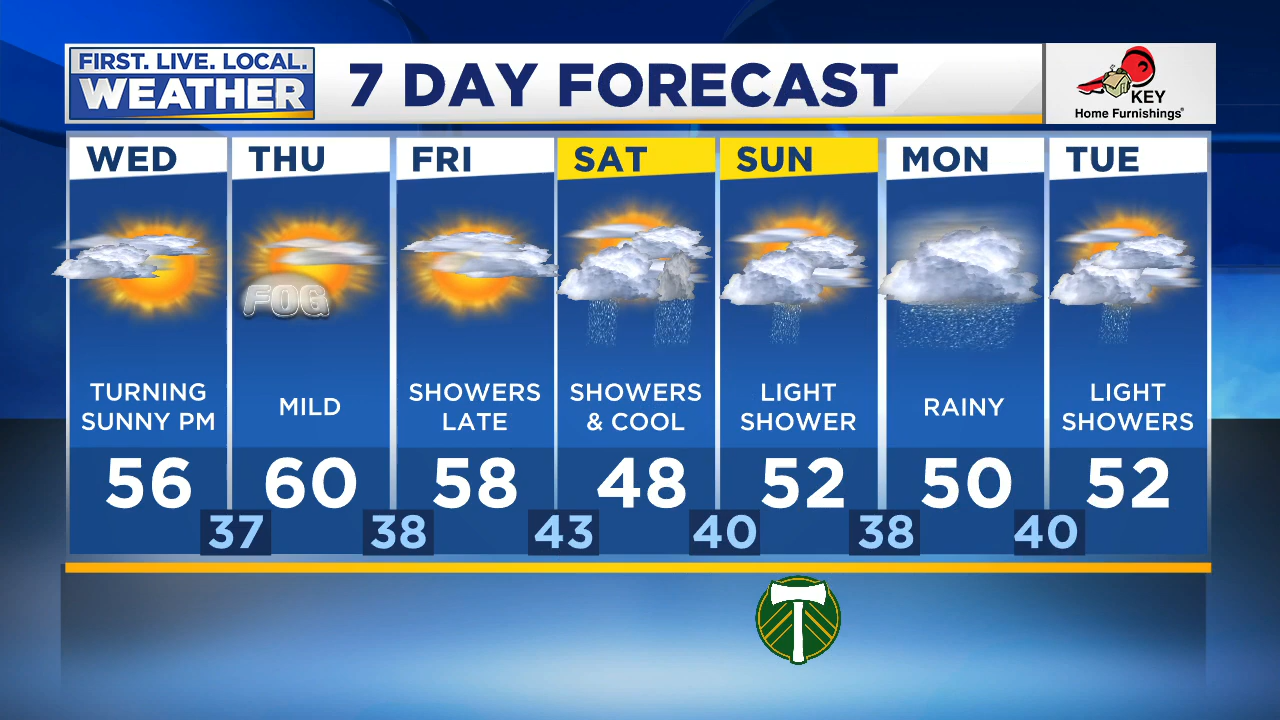 FIRST. LIVE. LOCAL.
WEATHER
7 DAY FORECAST
KEY
Home Furnishings®
WED
THU
FRI
SAT
SUN
MON
TUE
FOG
TURNING
SUNNY PM
MILD
SHOWERS
LATE
SHOWERS
& COOL
LIGHT
SHOWER
RAINY
LIGHT
SHOWERS
56
60
58
48
52
50
52
37
38
43
40
38
40